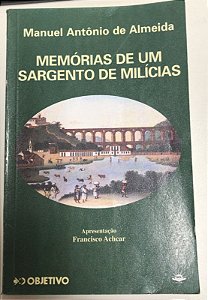 Manuel Antônio de Almeida
MEMÓRIAS DE UM
SARGENTO DE MILÍCIAS
Apresentação
Francisco Achcar
OBJETIVO